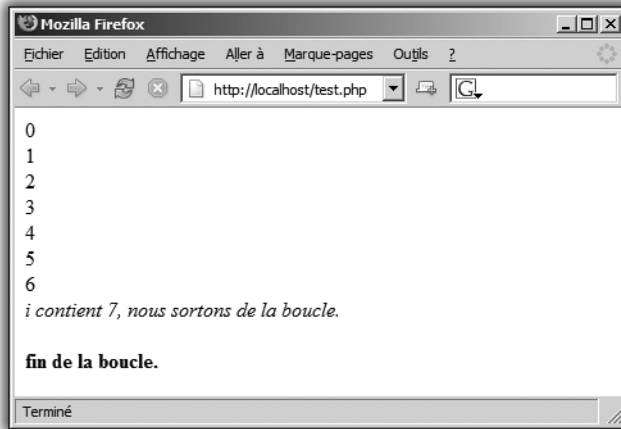 Mozilla Firefox
Fichier Edition Affichage Aller à Marque-pages Outils ?
http://localhost/test.php G
0
1
2
3
4
5
6
i contient 7, nous sortons de la boucle.
fin de la boucle.
Terminé